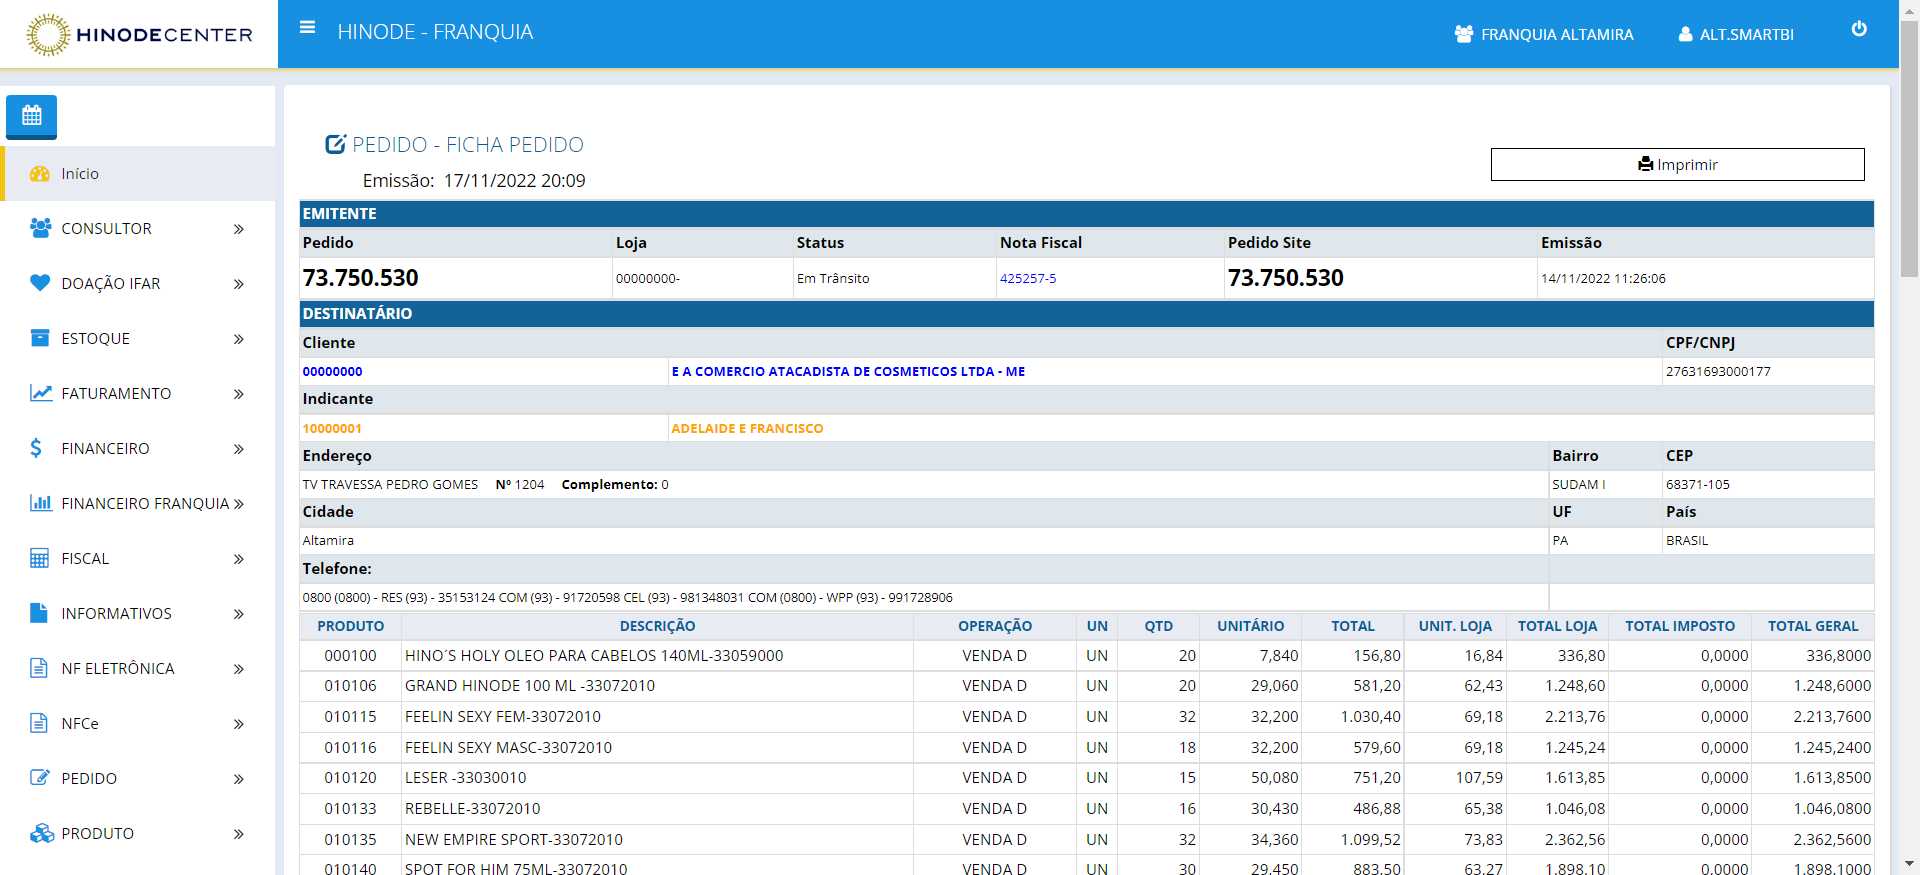 HINODECENTER
HINODE - FRANQUIA
FRANQUIA ALTAMIRA
ALT.SMARTBI
Início
CONSULTOR
DOAÇÃO IFAR
ESTOQUE
FATURAMENTO
FINANCEIRO
FINANCEIRO FRANQUIA
FISCAL
INFORMATIVOS
NF ELETRÔNICA
NFCe
PEDIDO
PRODUTO
PEDIDO - FICHA PEDIDO
Emissão: 17/11/2022 20:09
Imprimir
EMITENTE
Pedido Loja Status Nota Fiscal Pedido Site Emissão
73.750.530 00000000- Em Trânsito 425257-5 73.750.530 14/11/2022 11:26:06
DESTINATÁRIO
Cliente CPF/CNPJ
00000000 E A COMERCIO ATACADISTA DE COSMETICOS LTDA - ME 27631693000177
Indicante
10000001 ADELAIDE E FRANCISCO
Endereço Bairro CEP
TV TRAVESSA PEDRO GOMES Nº 1204 Complemento: 0 SUDAM I 68371-105
Cidade UF País
Altamira PA BRASIL
Telefone:
0800 (0800) - RES (93) - 35153124 COM (93) - 91720598 CEL (93) - 981348031 COM (0800) - WPP (93) - 991728906
PRODUTO DESCRIÇÃO OPERAÇÃO UN QTD UNITÁRIO TOTAL UNIT. LOJA TOTAL LOJA TOTAL IMPOSTO TOTAL GERAL
000100 HINO´S HOLY OLEO PARA CABELOS 140ML-33059000 VENDA D UN 20 7,840 156,80 16,84 336,80 0,0000 336,8000
010106 GRAND HINODE 100 ML -33072010 VENDA D UN 20 29,060 581,20 62,43 1.248,60 0,0000 1.248,6000
010115 FEELIN SEXY FEM-33072010 VENDA D UN 32 32,200 1.030,40 69,18 2.213,76 0,0000 2.213,7600
010116 FEELIN SEXY MASC-33072010 VENDA D UN 18 32,200 579,60 69,18 1.245,24 0,0000 1.245,2400
010120 LESER -33030010 VENDA D UN 15 50,080 751,20 107,59 1.613,85 0,0000 1.613,8500
010133 REBELLE-33072010 VENDA D UN 16 30,430 486,88 65,38 1.046,08 0,0000 1.046,0800
010135 NEW EMPIRE SPORT-33072010 VENDA D UN 32 34,360 1.099,52 73,83 2.362,56 0,0000 2.362,5600
010140 SPOT FOR HIM 75ML-33072010 VENDA D UN 30 29,450 883,50 63,27 1.898,10 0,0000 1.898,1000